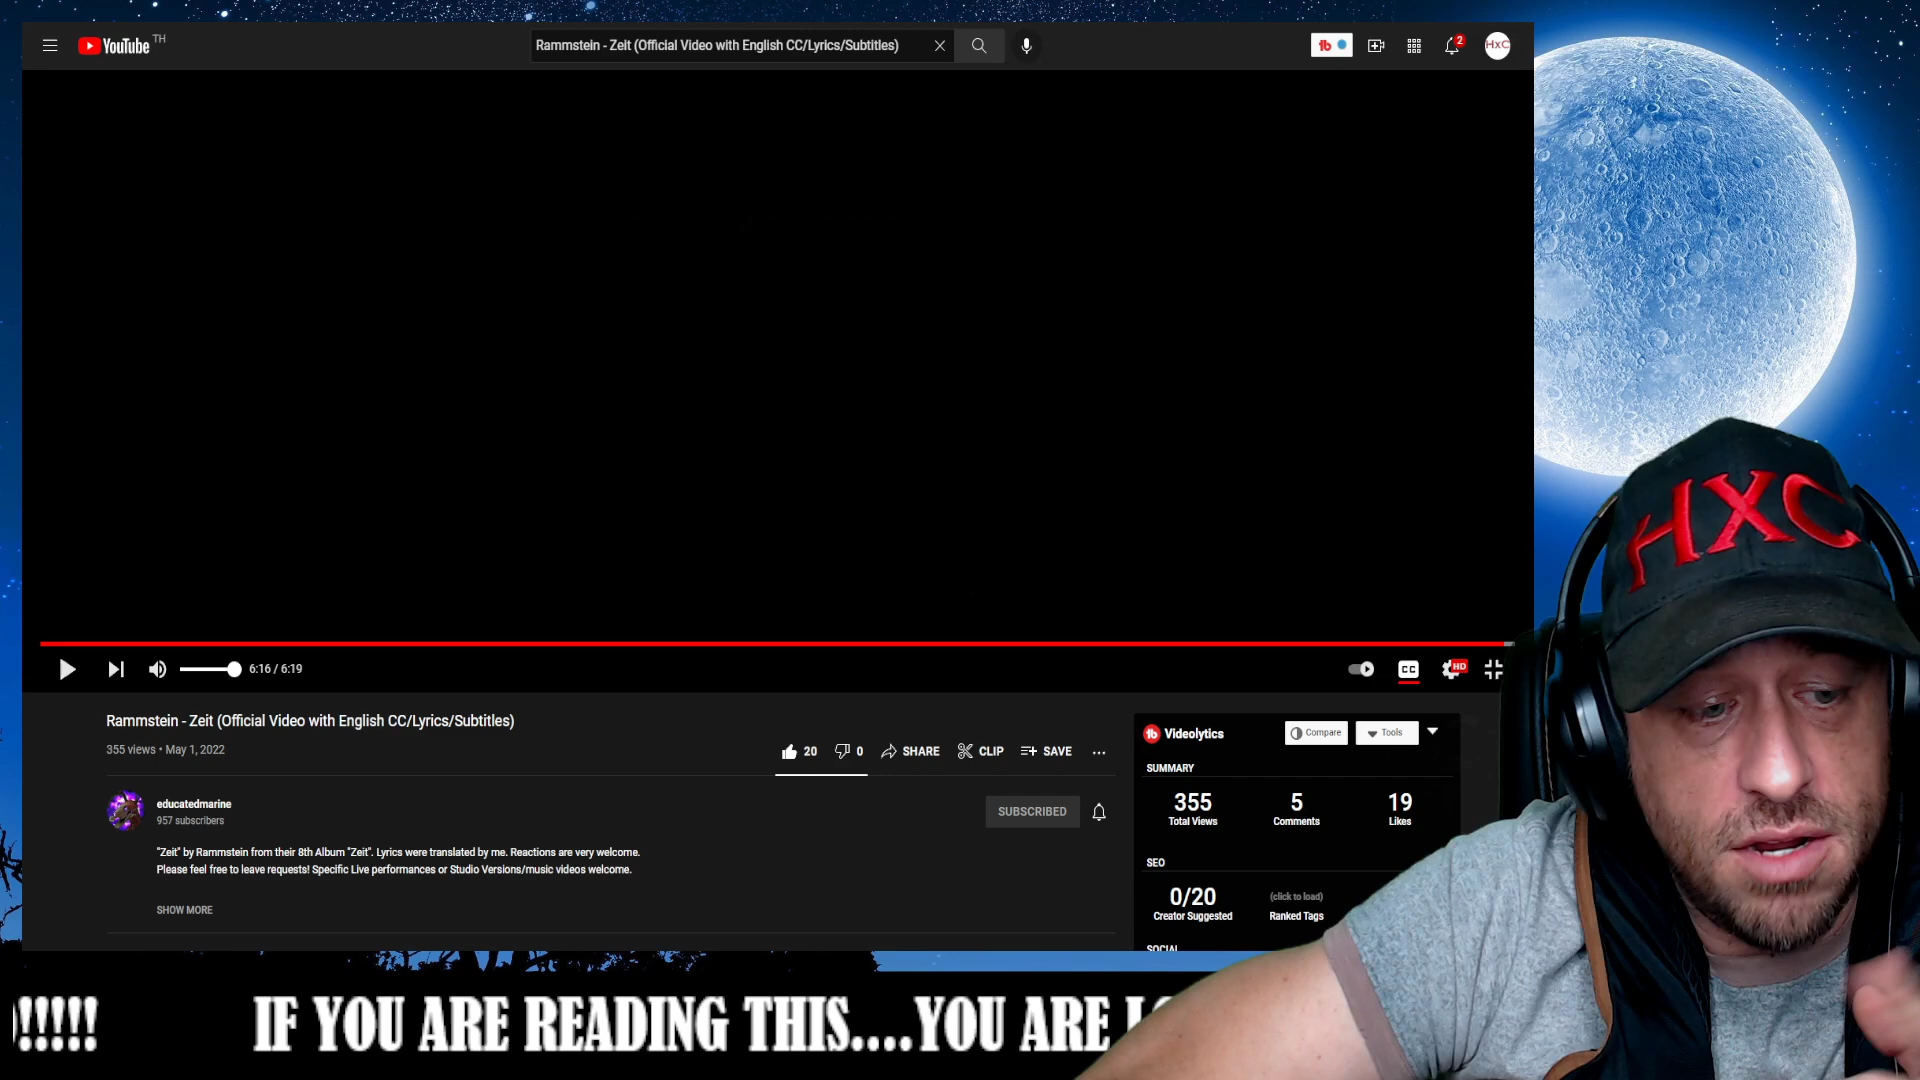 YouTube TH
Rammstein - Zeit (Official Video with English CC/Lyrics/Subtitles)
2
HxC
HXC
6:16 / 6:19
CC
HD
Rammstein - Zeit (Official Video with English CC/Lyrics/Subtitles)
355 views • May 1, 2022
20
0
SHARE
CLIP
SAVE
educatedmarine
957 subscribers
SUBSCRIBED
"Zeit" by Rammstein from their 8th Album "Zeit". Lyrics were translated by me. Reactions are very welcome.
Please feel free to leave requests! Specific Live performances or Studio Versions/music videos welcome.
SHOW MORE
Videolytics
Compare
Tools
SUMMARY
355 5 19
Total Views Comments Likes
SEO
0/20 (click to load)
Creator Suggested Ranked Tags
SOCIAL
!!!!! IF YOU ARE READING THIS....YOU ARE